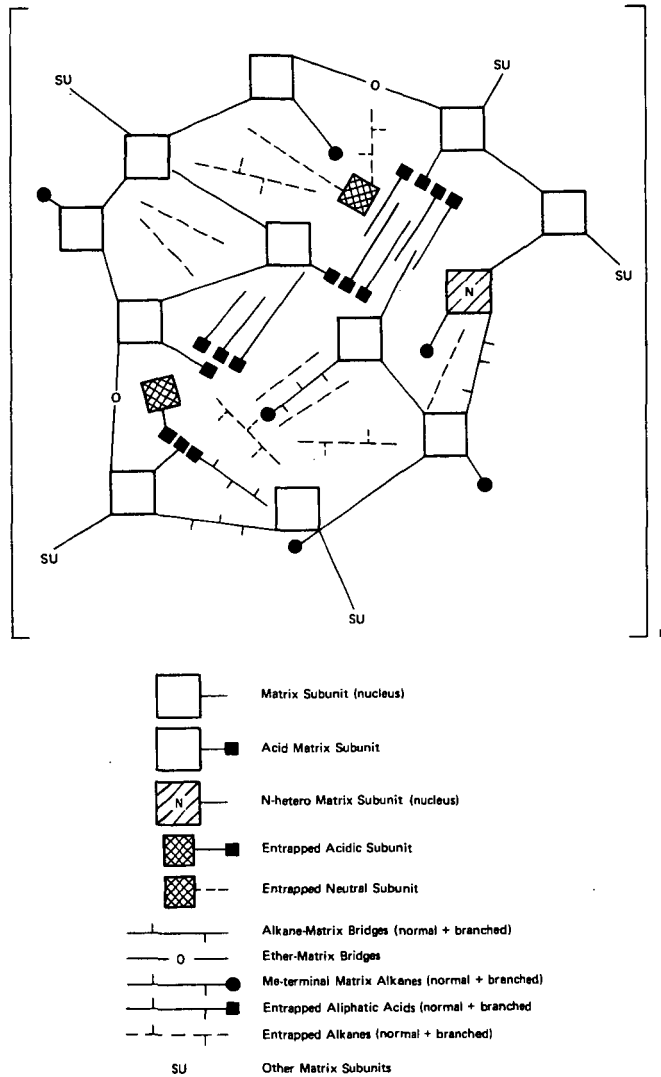 SU
O
SU
SU
N
O
SU
SU
Matrix Subunit (nucleus)
Acid Matrix Subunit
N
N-hetero Matrix Subunit (nucleus)
Entrapped Acidic Subunit
Entrapped Neutral Subunit
Alkane-Matrix Bridges (normal + branched)
O
Ether-Matrix Bridges
Me-terminal Matrix Alkanes (normal + branched)
Entrapped Aliphatic Acids (normal + branched
Entrapped Alkanes (normal + branched)
SU
Other Matrix Subunits